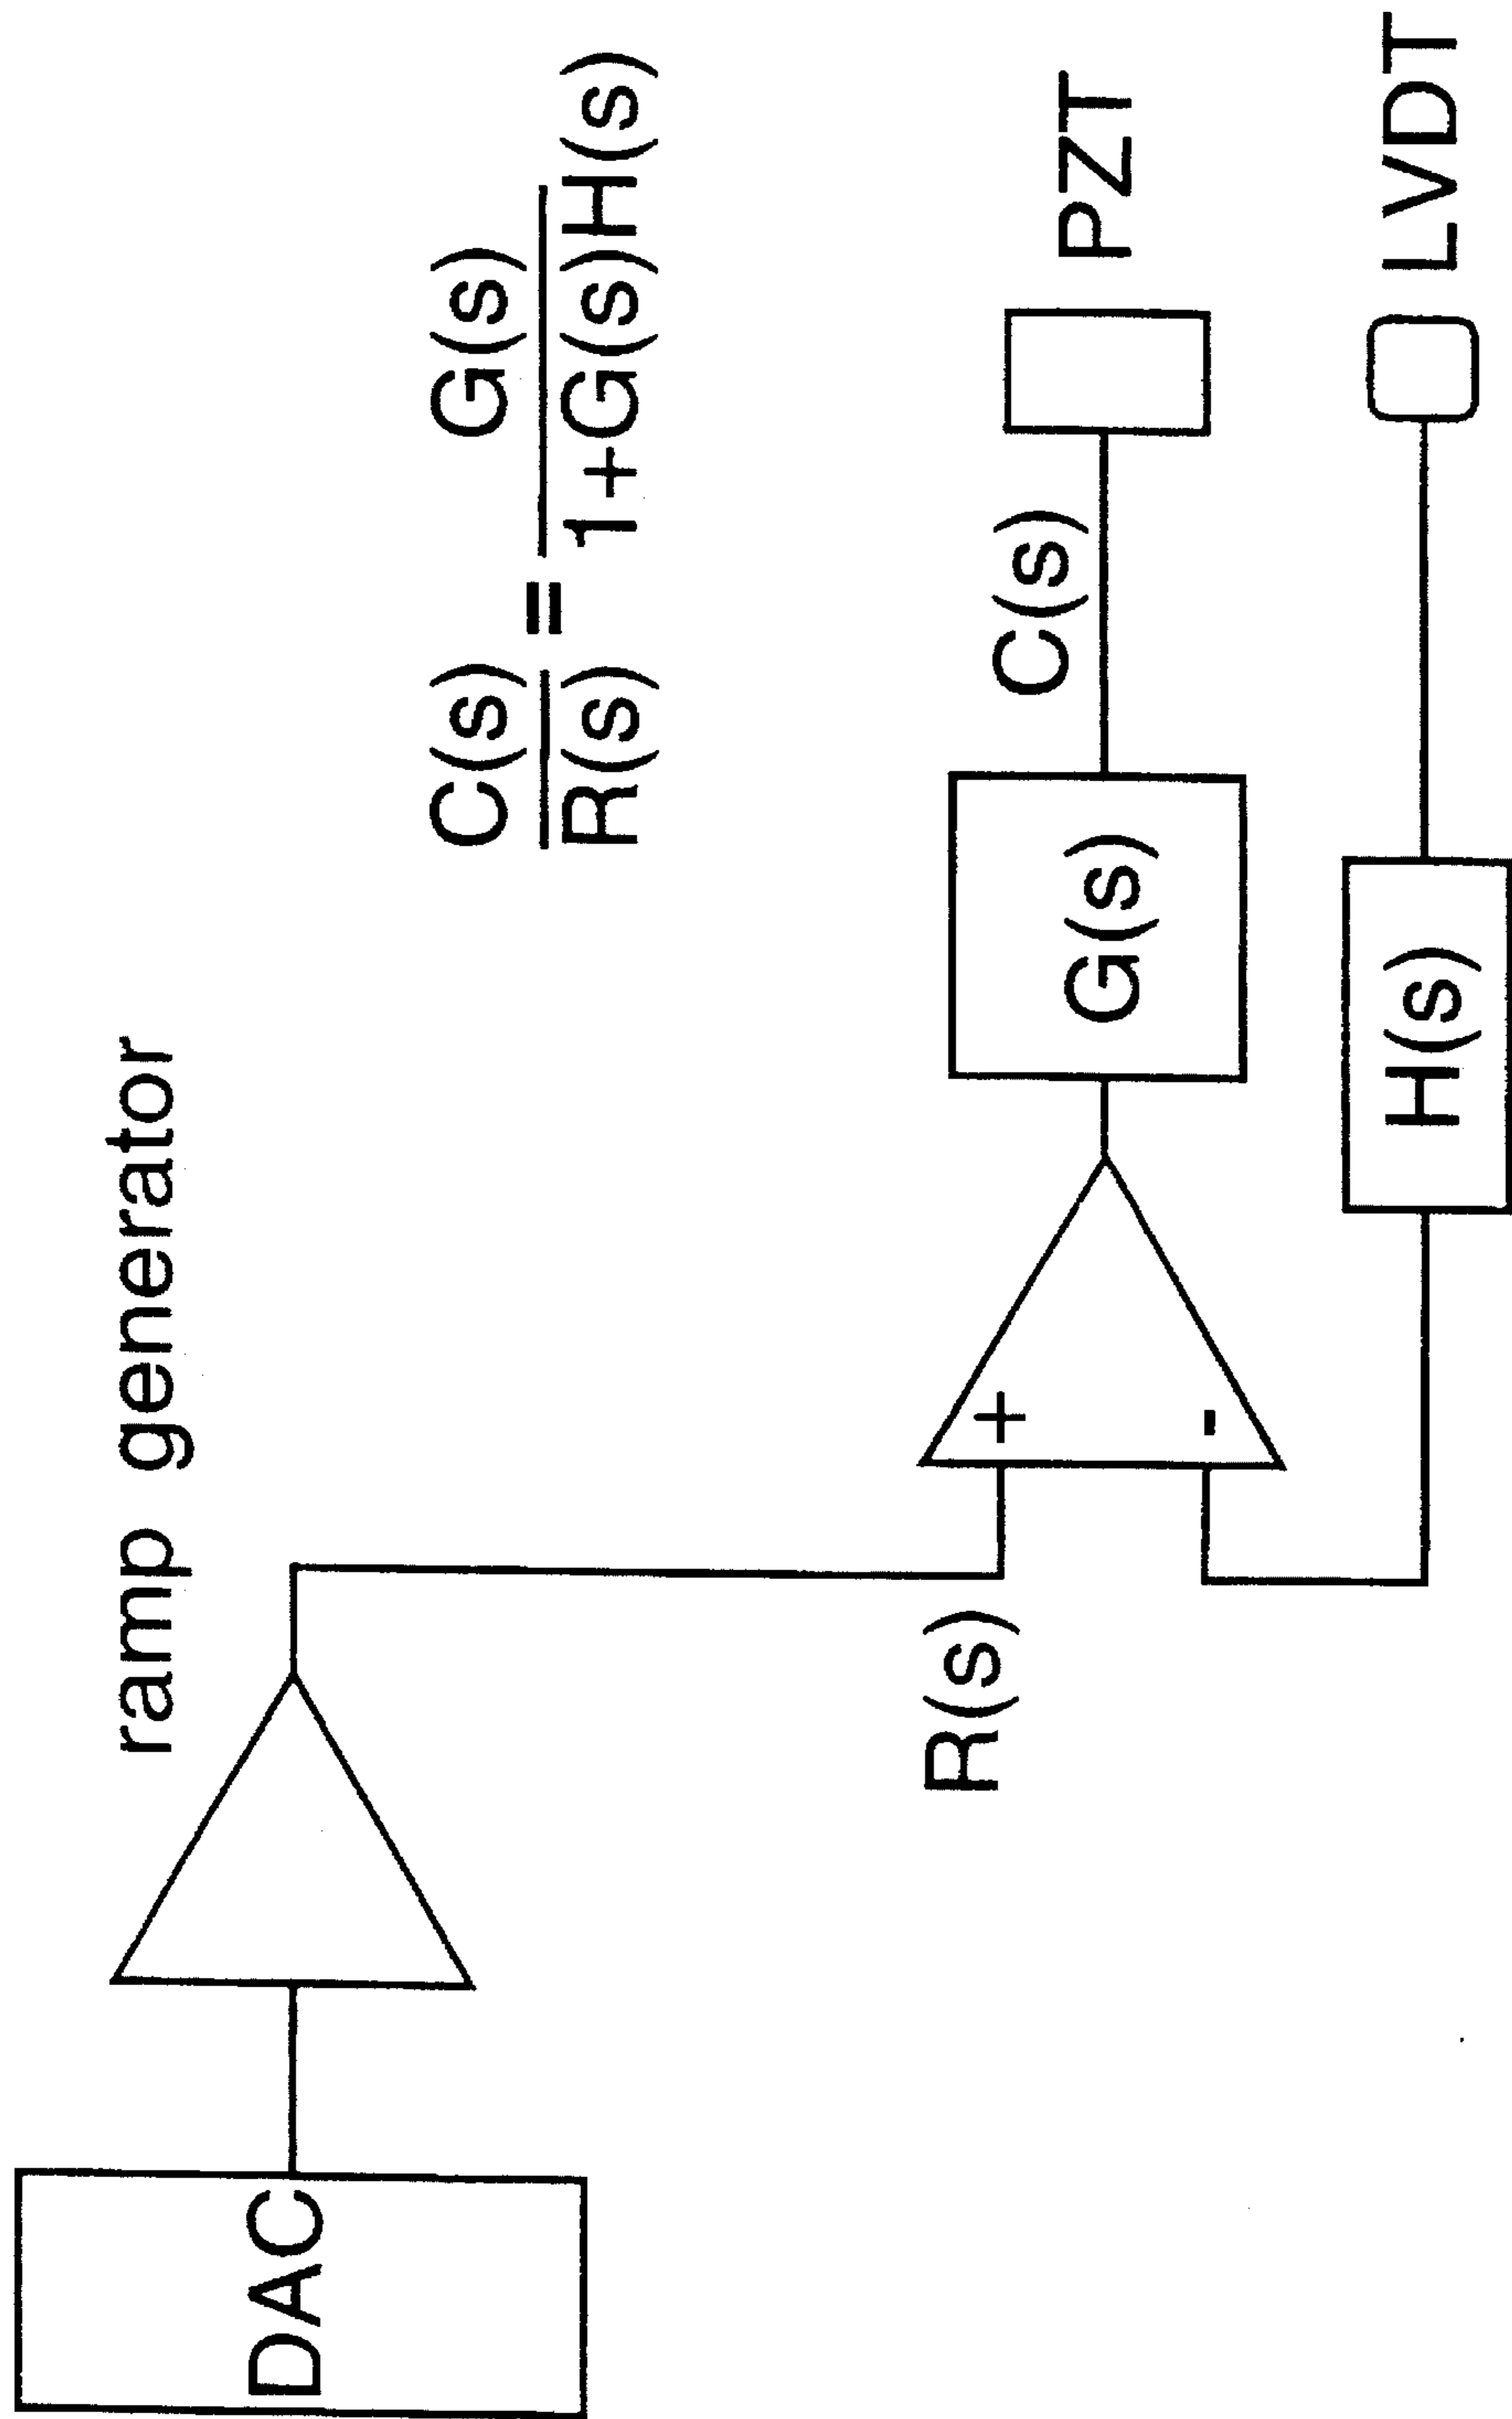 ramp generator
DAC
C(s)
R(s)
=
G(s)
1+G(s)H(s)
R(s)
+
-
G(s)
C(s)
PZT
H(s)
LVDT